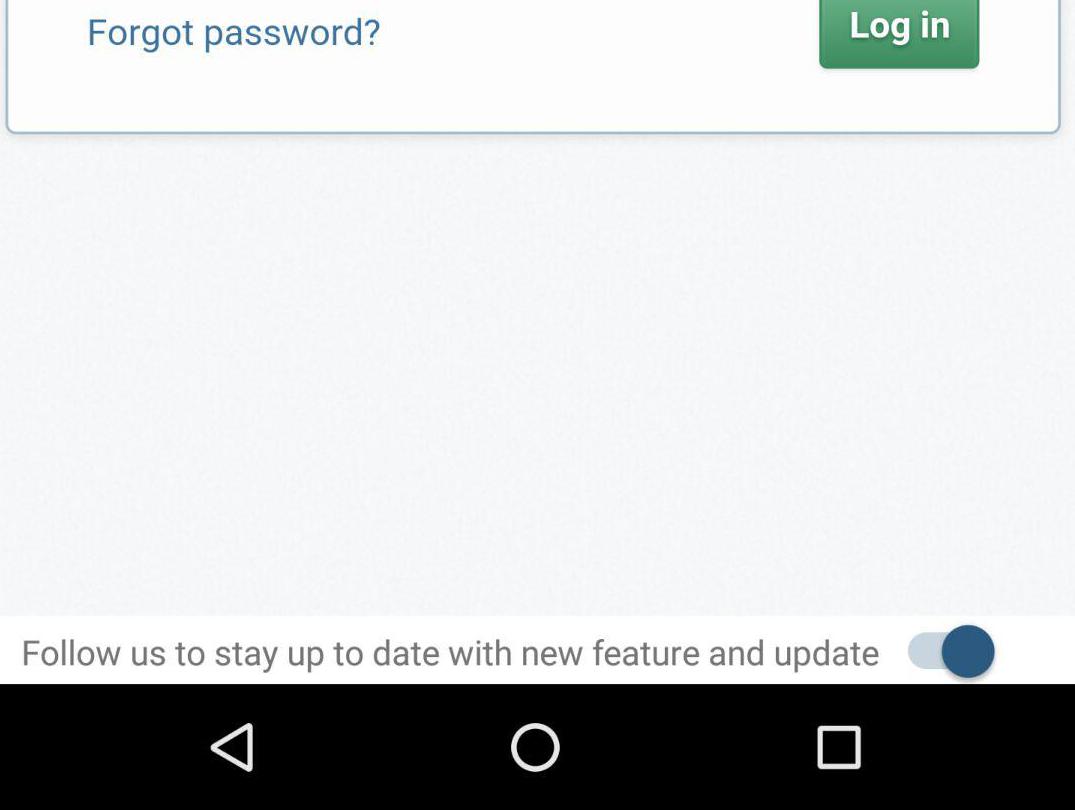 Forgot password?
Log in
Follow us to stay up to date with new feature and update